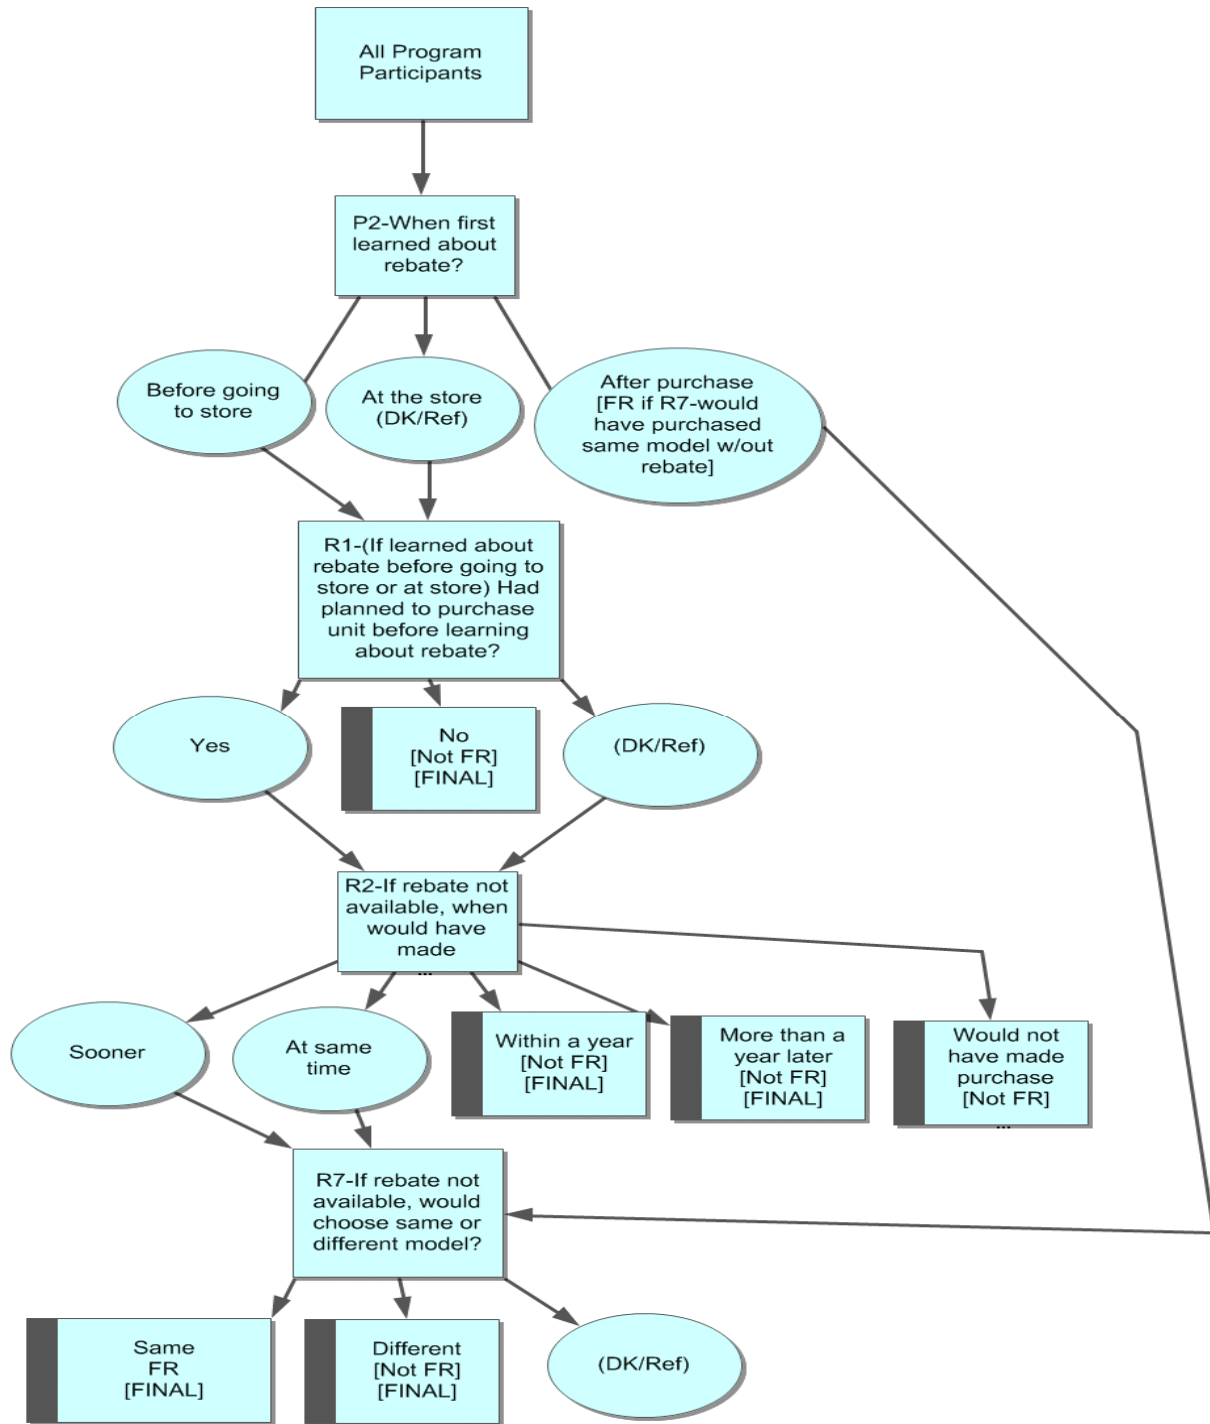 All Program
Participants
P2-When first
learned about
rebate?
Before going
to store
At the store
(DK/Ref)
After purchase
[FR if R7-would
have purchased
same model w/out
rebate]
R1-(If learned about
rebate before going to
store or at store) Had
planned to purchase
unit before learning
about rebate?
Yes
No
[Not FR]
[FINAL]
(DK/Ref)
R2-If rebate not
available, when
would have
made
...
Sooner
At same
time
Within a year
[Not FR]
[FINAL]
More than a
year later
[Not FR]
[FINAL]
Would not
have made
purchase
[Not FR]
...
R7-If rebate not
available, would
choose same or
different model?
Same
FR
[FINAL]
Different
[Not FR]
[FINAL]
(DK/Ref)